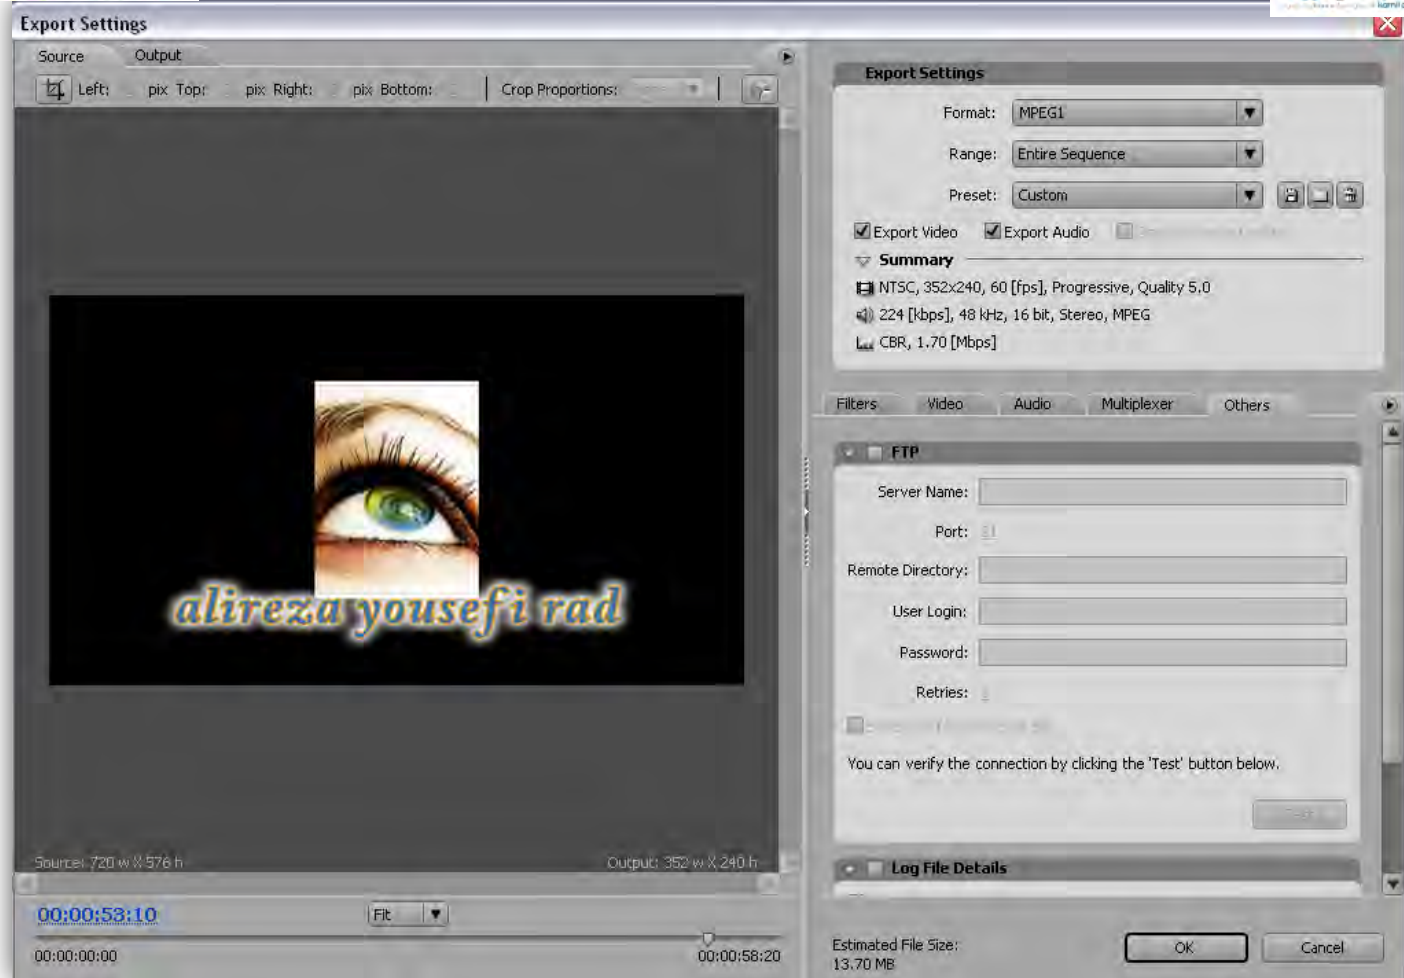 Export Settings
Source Output
Left: pix Top: pix Right: pix Bottom: Crop Proportions:
alireza yousefi rad
Source: 720 w X 576 h Output: 352 w X 240 h
00:00:53:10 Fit
00:00:00:00 00:00:58:20
Export Settings
Format: MPEG1
Range: Entire Sequence
Preset: Custom
Export Video Export Audio
Summary
NTSC, 352x240, 60 [fps], Progressive, Quality 5.0
224 [kbps], 48 kHz, 16 bit, Stereo, MPEG
CBR, 1.70 [Mbps]
Filters Video Audio Multiplexer Others
FTP
Server Name:
Port: 21
Remote Directory:
User Login:
Password:
Retries:
You can verify the connection by clicking the 'Test' button below.
Test
Log File Details
Estimated File Size:
13.70 MB
OK Cancel